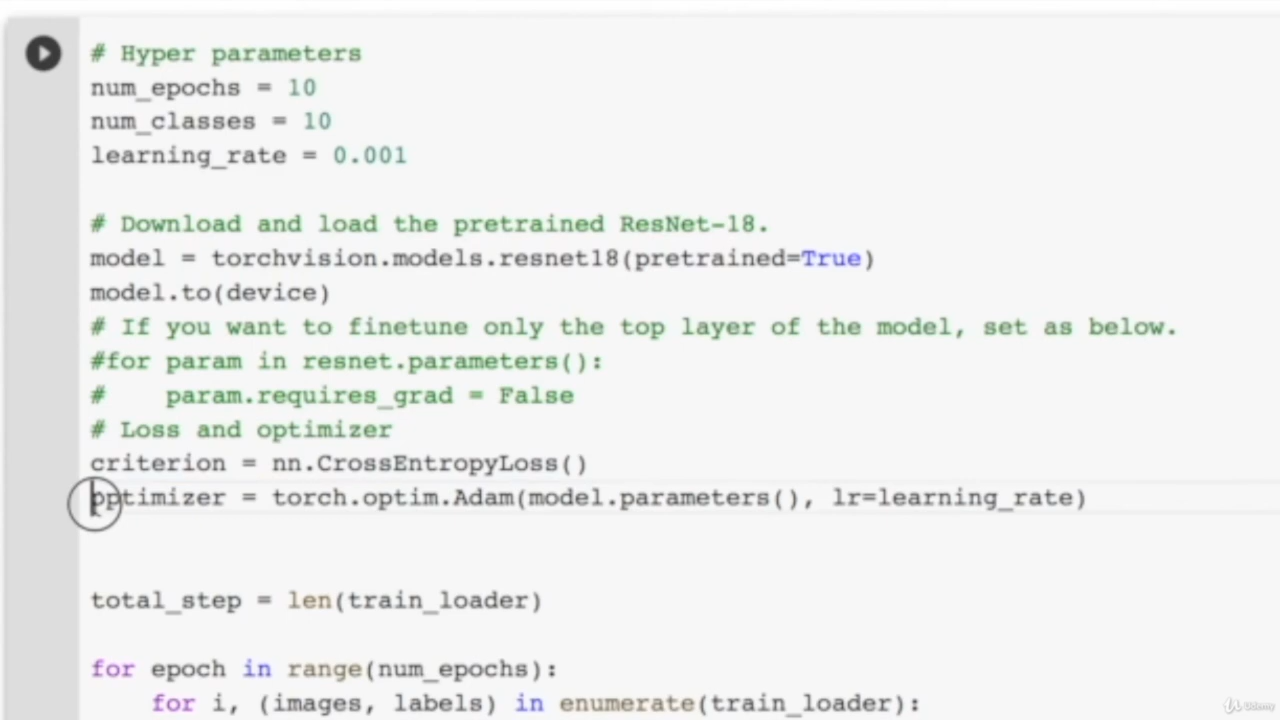 # Hyper parameters
num_epochs = 10
num_classes = 10
learning_rate = 0.001
# Download and load the pretrained ResNet-18.
model = torchvision.models.resnet18(pretrained=True)
model.to(device)
# If you want to finetune only the top layer of the model, set as below.
#for param in resnet.parameters():
#    param.requires_grad = False
# Loss and optimizer
criterion = nn.CrossEntropyLoss()
optimizer = torch.optim.Adam(model.parameters(), lr=learning_rate)
total_step = len(train_loader)
for epoch in range(num_epochs):
    for i, (images, labels) in enumerate(train_loader):
Udemy